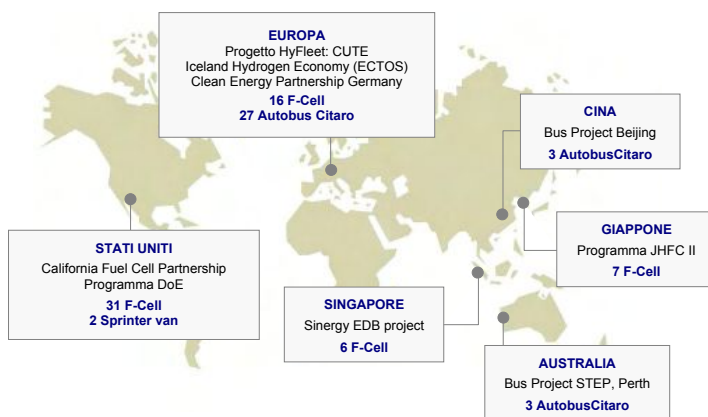 EUROPA
Progetto HyFleet: CUTE
Iceland Hydrogen Economy (ECTOS)
Clean Energy Partnership Germany
16 F-Cell
27 Autobus Citaro
CINA
Bus Project Beijing
3 AutobusCitaro
STATI UNITI
California Fuel Cell Partnership
Programma DoE
31 F-Cell
2 Sprinter van
GIAPPONE
Programma JHFC II
7 F-Cell
SINGAPORE
Sinergy EDB project
6 F-Cell
AUSTRALIA
Bus Project STEP, Perth
3 AutobusCitaro